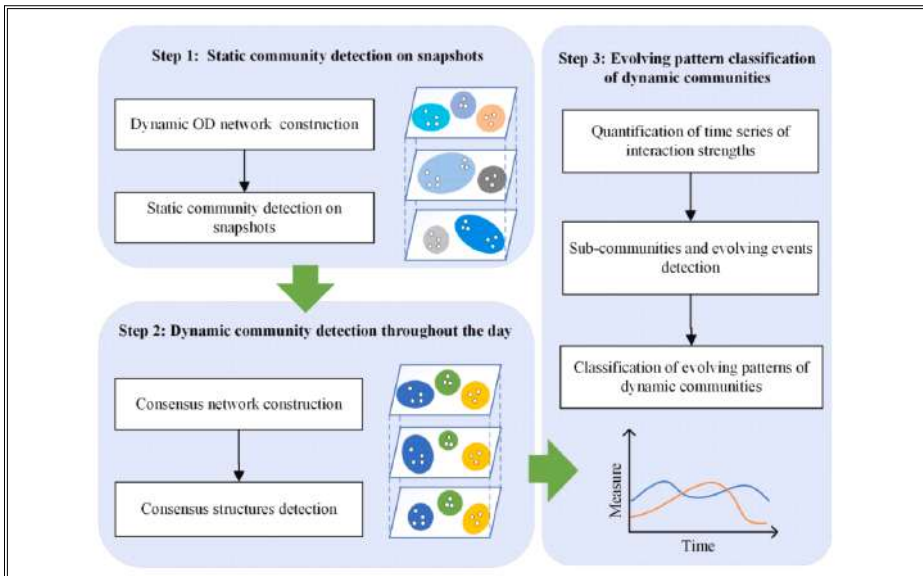 Step 1: Static community detection on snapshots
Dynamic OD network construction
Static community detection on
snapshots
Step 2: Dynamic community detection throughout the day
Consensus network construction
Consensus structures detection
Step 3: Evolving pattern classification
of dynamic communities
Quantification of time series of
interaction strengths
Sub-communities and evolving events
detection
Classification of evolving patterns of
dynamic communities
Measure
Time